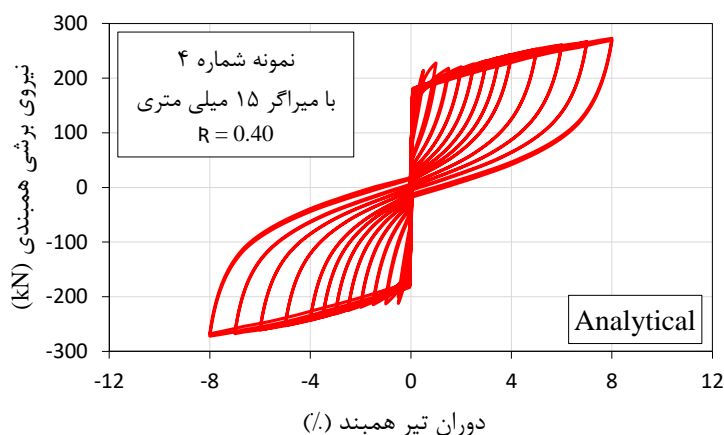 نمونه شماره ۴
با میراگر ۱۵ میلی متری
R = 0.40
نیروی برشی همبندی (kN)
300
200
100
0
-100
-200
-300
Analytical
-12
-8
-4
0
4
8
12
دوران تیر همبند (٪)